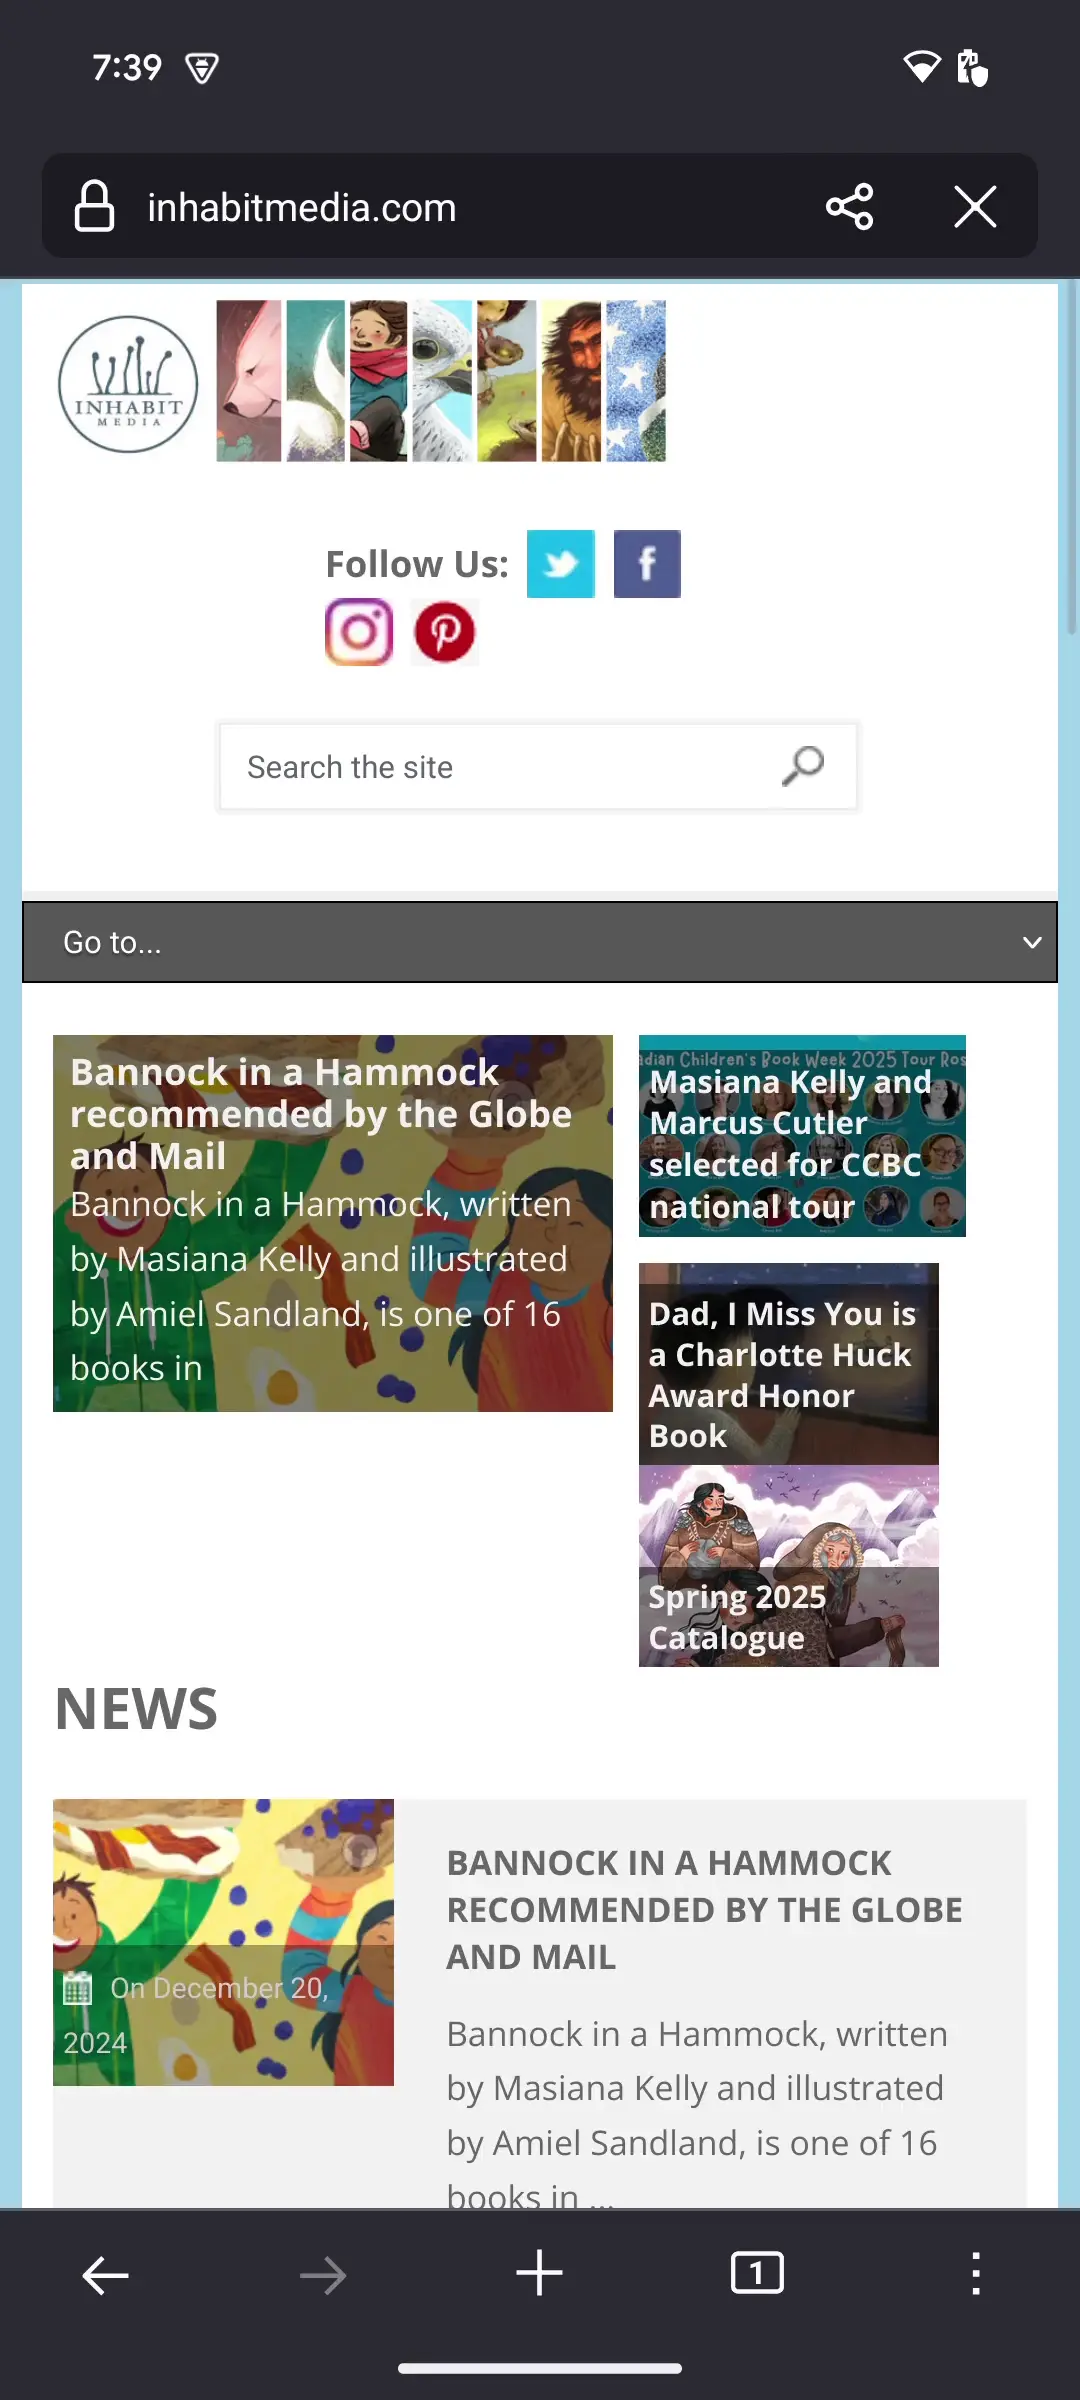 7:39
inhabitmedia.com
INHABIT
MEDIA
Follow Us:
Search the site
Go to...
Bannock in a Hammock
recommended by the Globe
and Mail
Bannock in a Hammock, written
by Masiana Kelly and illustrated
by Amiel Sandland, is one of 16
books in
adian Children's Book Week 2025 Tour Ros
Masiana Kelly and
Marcus Cutler
selected for CCBC
national tour
Dad, I Miss You is
a Charlotte Huck
Award Honor
Book
Spring 2025
Catalogue
NEWS
On December 20,
2024
BANNOCK IN A HAMMOCK
RECOMMENDED BY THE GLOBE
AND MAIL
Bannock in a Hammock, written
by Masiana Kelly and illustrated
by Amiel Sandland, is one of 16
books in ...
1